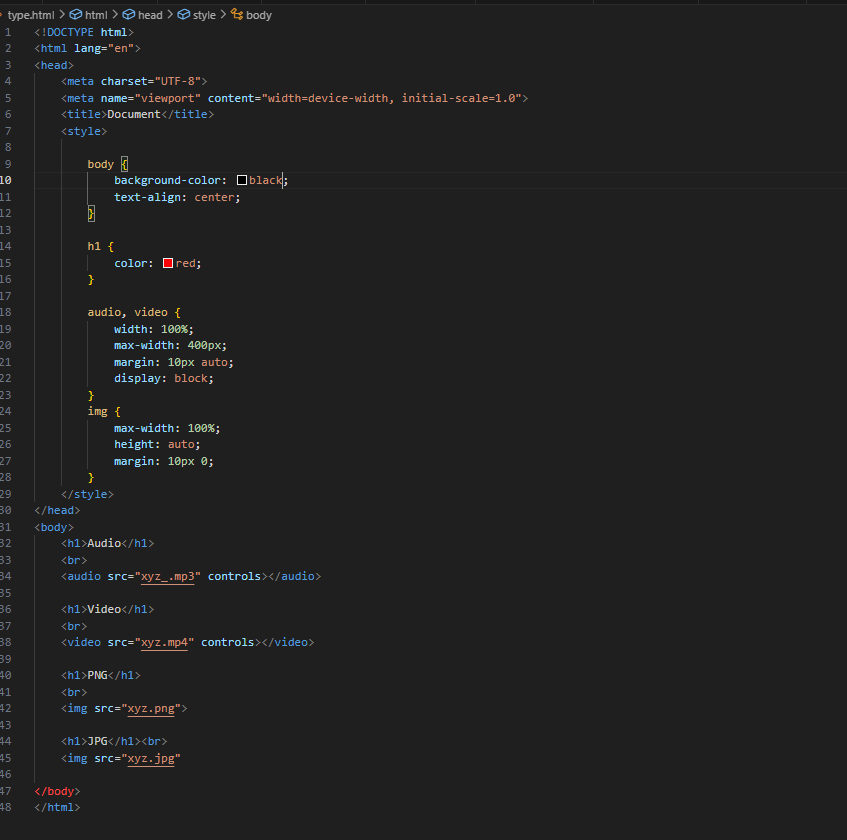 type.html > html > head > style > body
1 <!DOCTYPE html>
2 <html lang="en">
3 <head>
4 <meta charset="UTF-8">
5 <meta name="viewport" content="width=device-width, initial-scale=1.0">
6 <title>Document</title>
7 <style>
8
9 body {
10 background-color: black;
11 text-align: center;
12 }
13
14 h1 {
15 color: red;
16 }
17
18 audio, video {
19 width: 100%;
20 max-width: 400px;
21 margin: 10px auto;
22 display: block;
23 }
24 img {
25 max-width: 100%;
26 height: auto;
27 margin: 10px 0;
28 }
29 </style>
30 </head>
31 <body>
32 <h1>Audio</h1>
33 <br>
34 <audio src="xyz_.mp3" controls></audio>
35
36 <h1>Video</h1>
37 <br>
38 <video src="xyz.mp4" controls></video>
39
40 <h1>PNG</h1>
41 <br>
42 <img src="xyz.png">
43
44 <h1>JPG</h1><br>
45 <img src="xyz.jpg"
46
47 </body>
48 </html>